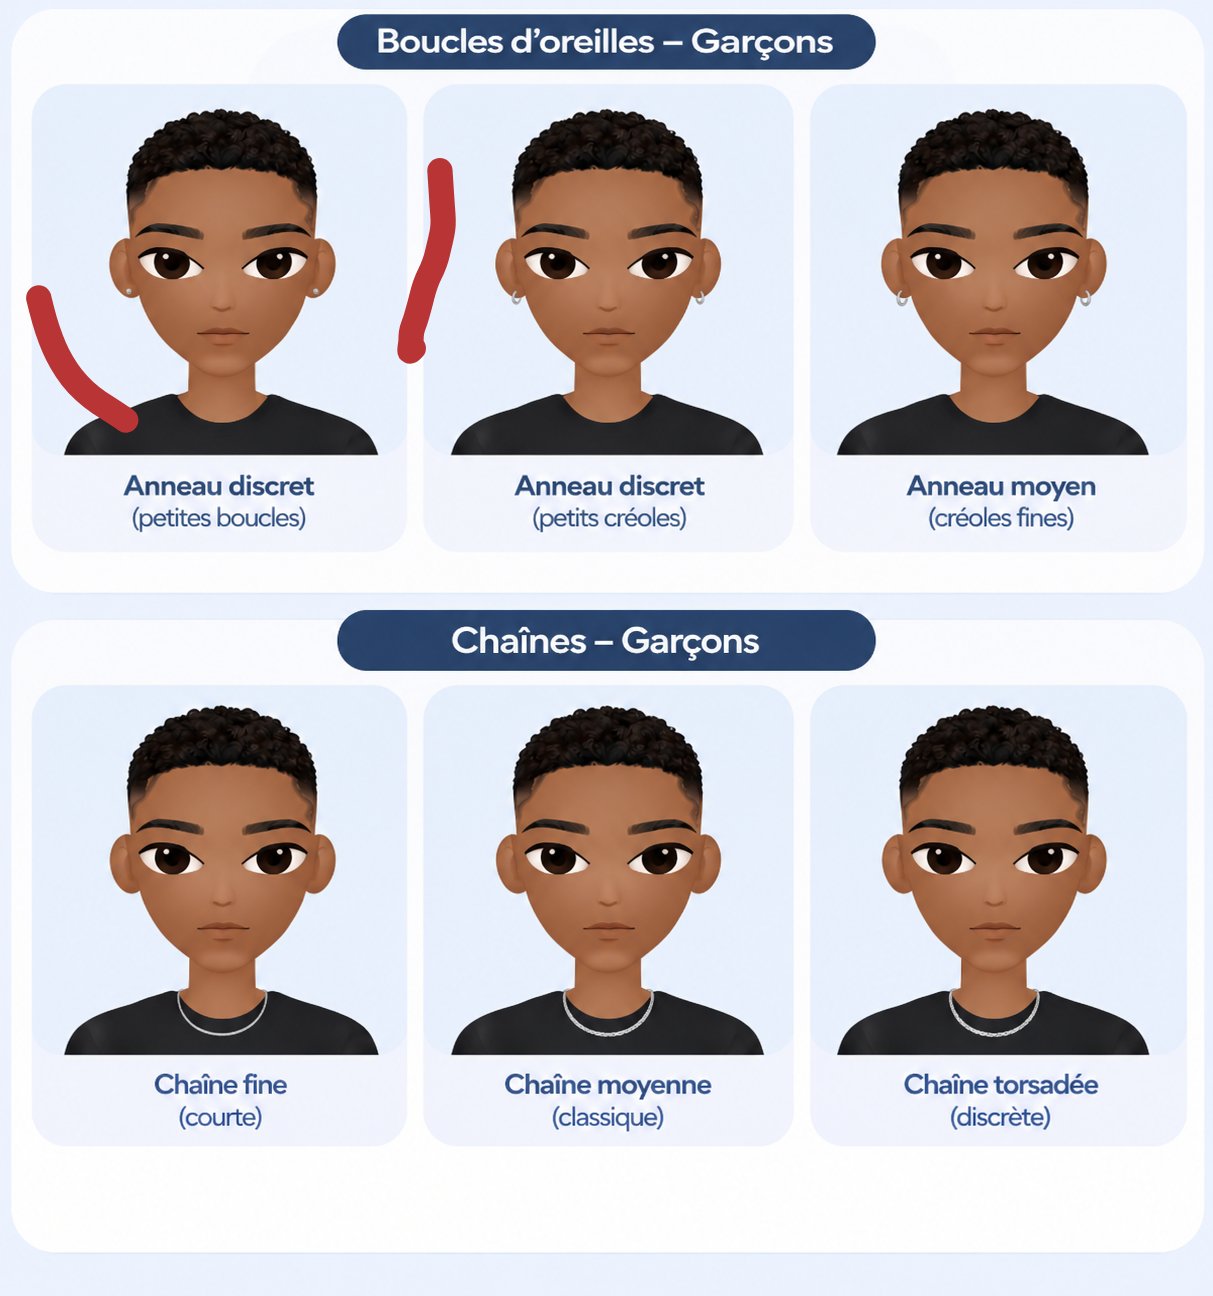 Boucles d’oreilles – Garçons
Anneau discret
(petites boucles)
Anneau discret
(petits créoles)
Anneau moyen
(créoles fines)
Chaînes – Garçons
Chaîne fine
(courte)
Chaîne moyenne
(classique)
Chaîne torsadée
(discrète)